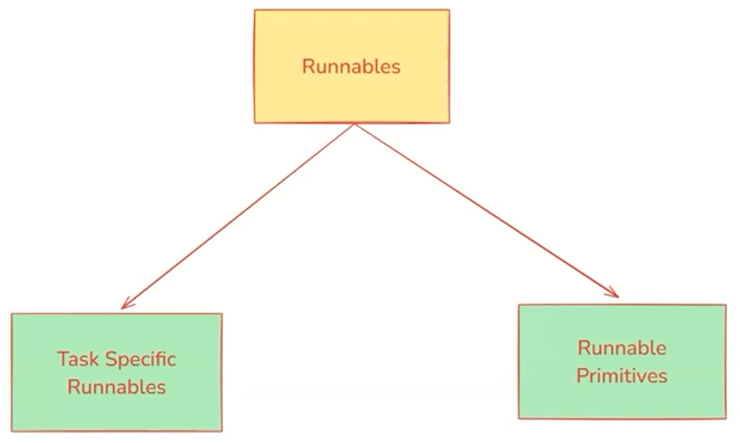 Runnables
Task Specific
Runnables
Runnable
Primitives